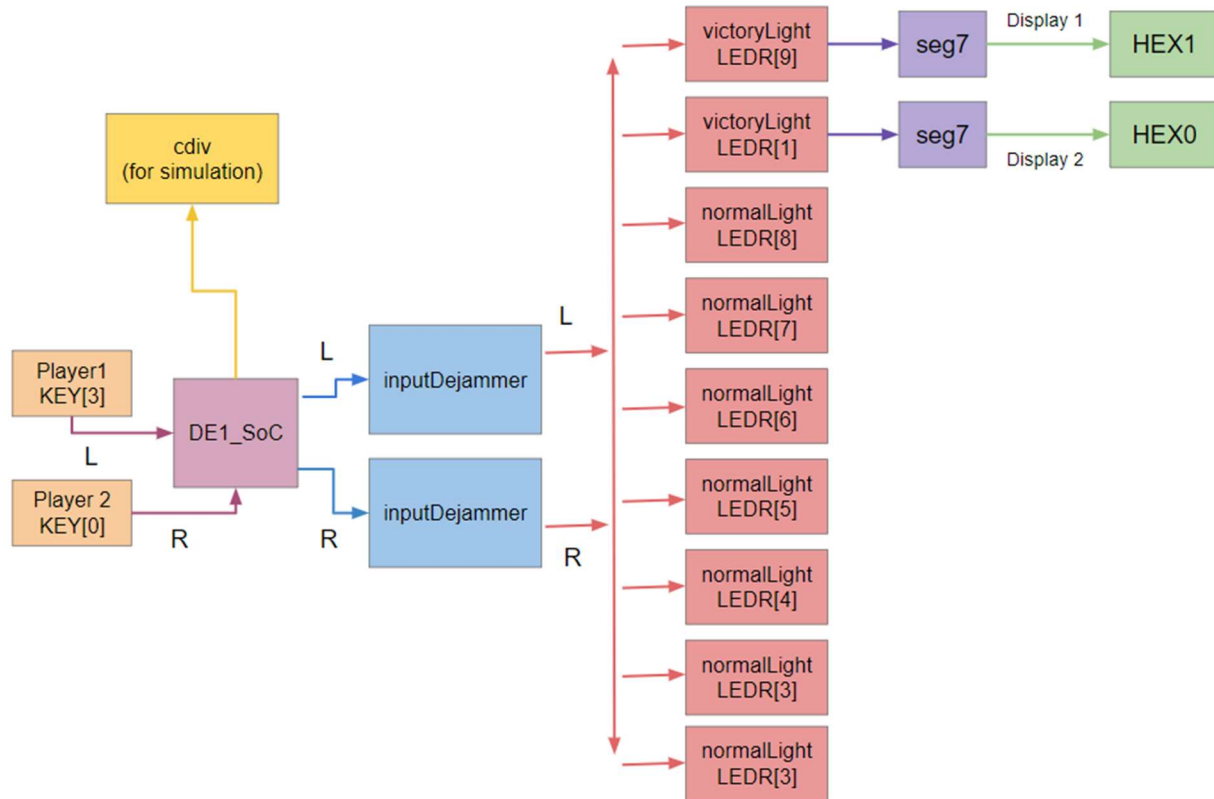 victoryLight
LEDR[9]
seg7
Display 1
HEX1
victoryLight
LEDR[1]
seg7
Display 2
HEX0
cdiv
(for simulation)
normalLight
LEDR[8]
normalLight
LEDR[7]
Player1
KEY[3]
L
DE1_SoC
L
inputDejammer
L
normalLight
LEDR[6]
Player 2
KEY[0]
R
R
inputDejammer
R
normalLight
LEDR[5]
normalLight
LEDR[4]
normalLight
LEDR[3]
normalLight
LEDR[3]